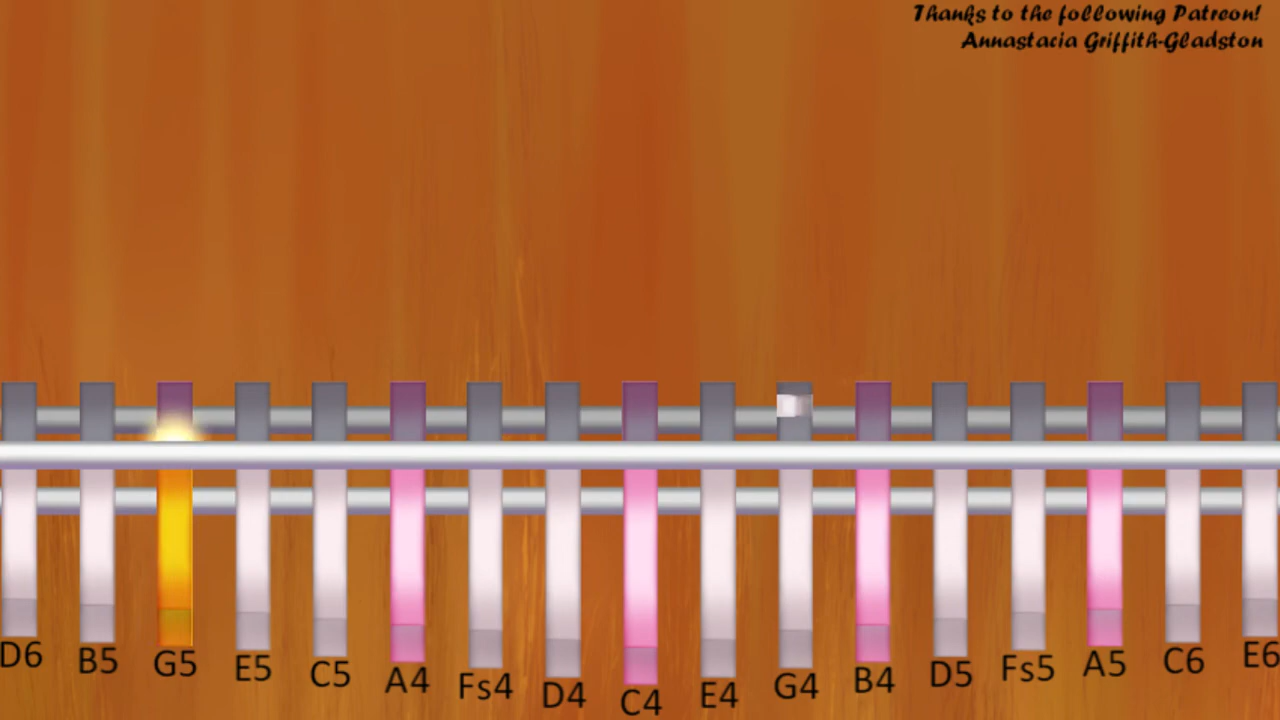 Thanks to the following Patreon!
Annastacia Griffith-Gladston
D6 B5 G5 E5 C5 A4 Fs4 D4 C4 E4 G4 B4 D5 Fs5 A5 C6 E6